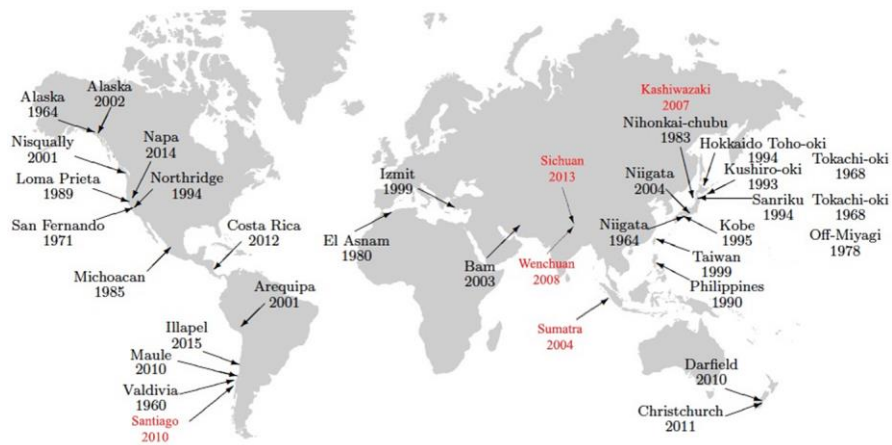 Alaska
2002
Alaska
1964
Nisqually
2001
Napa
2014
Loma Prieta
1989
Northridge
1994
San Fernando
1971
Costa Rica
2012
Michoacan
1985
Arequipa
2001
Illapel
2015
Maule
2010
Valdivia
1960
Santiago
2010
Izmit
1999
El Asnam
1980
Bam
2003
Sichuan
2013
Wenchuan
2008
Sumatra
2004
Kashiwazaki
2007
Nihonkai-chubu
1983
Hokkaido Toho-oki
1994
Kushiro-oki
1993
Tokachi-oki
1968
Niigata
2004
Sanriku
1994
Tokachi-oki
1968
Niigata
1964
Kobe
1995
Off-Miyagi
1978
Taiwan
1999
Philippines
1990
Darfield
2010
Christchurch
2011